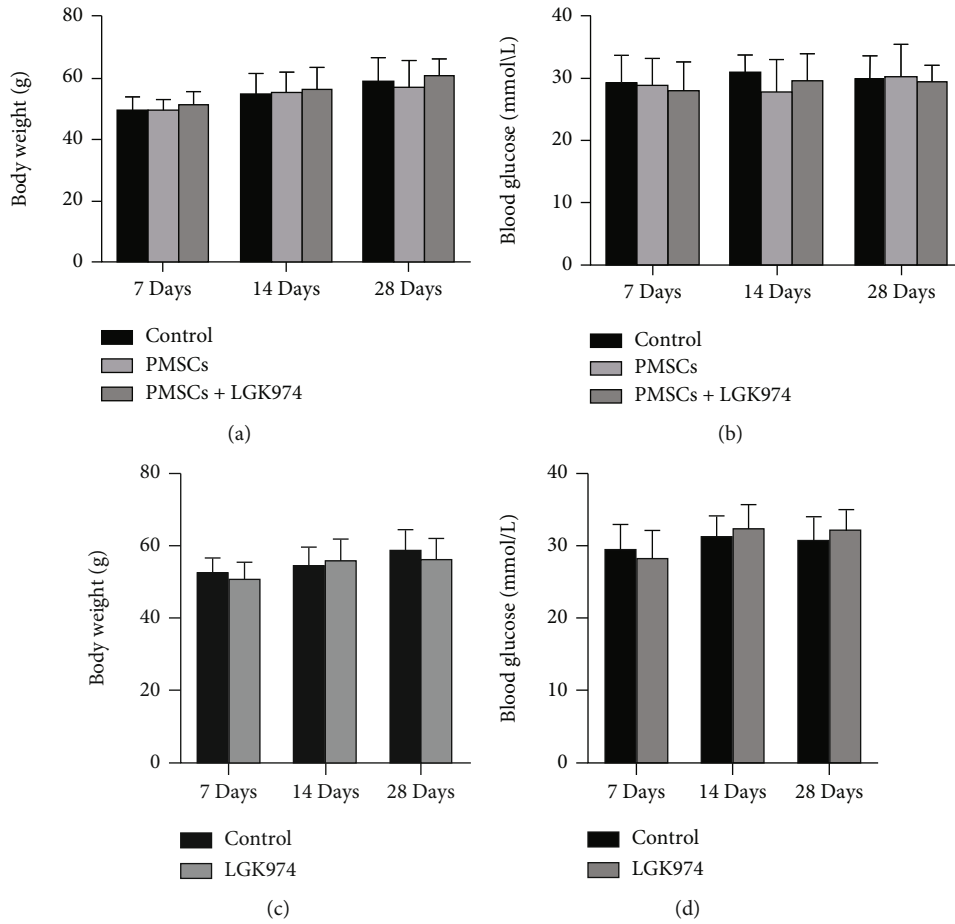 Body weight (g)
80
60
40
20
0
7 Days 14 Days 28 Days
Control
PMSCs
PMSCs + LGK974
(a)
Blood glucose (mmol\L)
40
30
20
10
0
7 Days 14 Days 28 Days
Control
PMSCs
PMSCs + LGK974
(b)
Body weight (g)
80
60
40
20
0
7 Days 14 Days 28 Days
Control
LGK974
(c)
Blood glucose (mmol/L)
40
30
20
10
0
7 Days 14 Days 28 Days
Control
LGK974
(d)